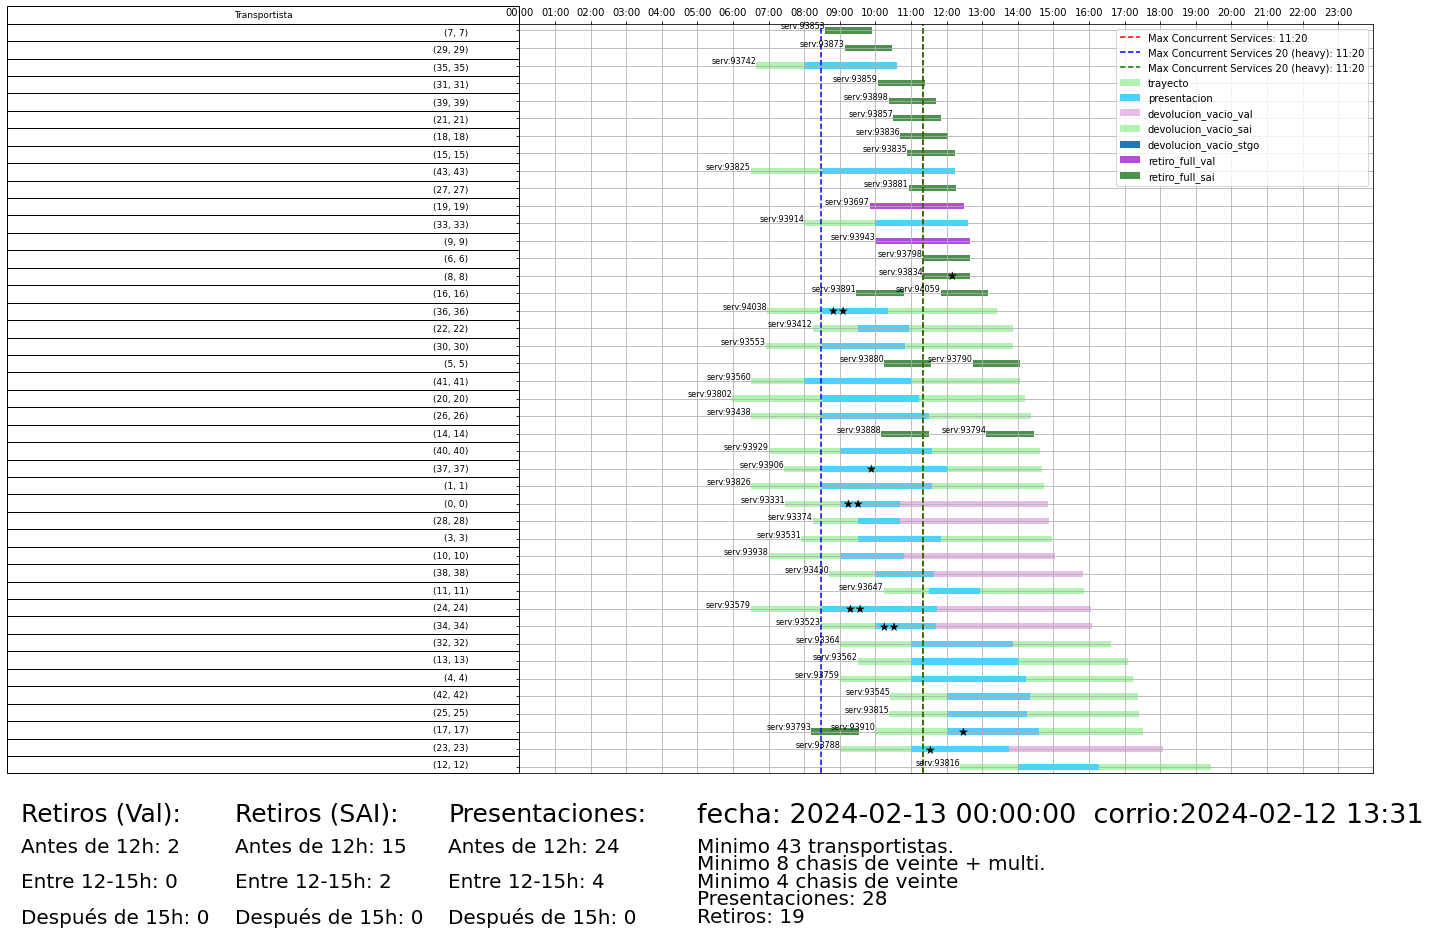 Transportista
00:00 01:00 02:00 03:00 04:00 05:00 06:00 07:00 08:00 09:00 10:00 11:00 12:00 13:00 14:00 15:00 16:00 17:00 18:00 19:00 20:00 21:00 22:00 23:00
(7, 7) serv:93853
(29, 29) serv:93873
(35, 35) serv:93742
(31, 31) serv:93859
(39, 39) serv:93898
(21, 21) serv:93857
(18, 18) serv:93836
(15, 15) serv:93835
(43, 43) serv:93825
(27, 27) serv:93881
(19, 19) serv:93697
(33, 33) serv:93914
(9, 9) serv:93943
(6, 6) serv:93798
(8, 8) serv:93834
(16, 16) serv:93891 serv:94059
(36, 36) serv:94038
(22, 22) serv:93412
(30, 30) serv:93553
(5, 5) serv:93880 serv:93790
(41, 41) serv:93560
(20, 20) serv:93802
(26, 26) serv:93438
(14, 14) serv:93888 serv:93794
(40, 40) serv:93929
(37, 37) serv:93906
(1, 1) serv:93826
(0, 0) serv:93331
(28, 28) serv:93374
(3, 3) serv:93531
(10, 10) serv:93938
(38, 38) serv:93430
(11, 11) serv:93647
(24, 24) serv:93579
(34, 34) serv:93523
(32, 32) serv:93364
(13, 13) serv:93562
(4, 4) serv:93759
(42, 42) serv:93545
(25, 25) serv:93815
(17, 17) serv:93793 serv:93910
(23, 23) serv:93788
(12, 12) serv:93816
Max Concurrent Services: 11:20
Max Concurrent Services 20 (heavy): 11:20
Max Concurrent Services 20 (heavy): 11:20
trayecto
presentacion
devolucion_vacio_val
devolucion_vacio_sai
devolucion_vacio_stgo
retiro_full_val
retiro_full_sai
Retiros (Val):
Antes de 12h: 2
Entre 12-15h: 0
Después de 15h: 0
Retiros (SAI):
Antes de 12h: 15
Entre 12-15h: 2
Después de 15h: 0
Presentaciones:
Antes de 12h: 24
Entre 12-15h: 4
Después de 15h: 0
fecha: 2024-02-13 00:00:00 corrio:2024-02-12 13:31
Minimo 43 transportistas.
Minimo 8 chasis de veinte + multi.
Minimo 4 chasis de veinte
Presentaciones: 28
Retiros: 19